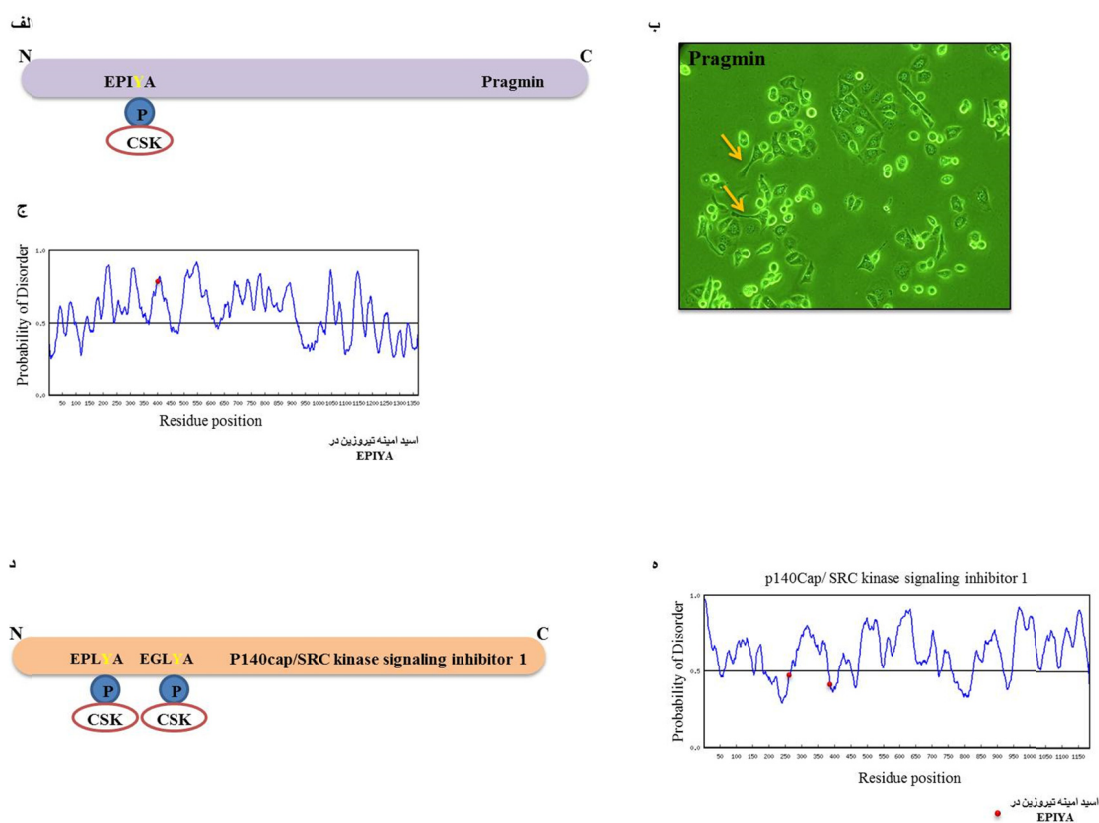 الف
N C
EPIYA Pragmin
P
CSK
ب
Pragmin
ج
Probability of Disorder
1.0
0.5
0.0
50 100 150 200 250 300 350 400 450 500 550 600 650 700 750 800 850 900 950 1000 1050 1100 1150 1200 1250 1300 1350
Residue position
اسید امینه تیروزین در
EPIYA
د
N C
EPLYA EGLYA P140cap/SRC kinase signaling inhibitor 1
P P
CSK CSK
ه
p140Cap/ SRC kinase signaling inhibitor 1
Probability of Disorder
1.0
0.5
0.0
50 100 150 200 250 300 350 400 450 500 550 600 650 700 750 800 850 900 950 1000 1050 1100 1150
Residue position
اسید امینه تیروزین در
EPIYA